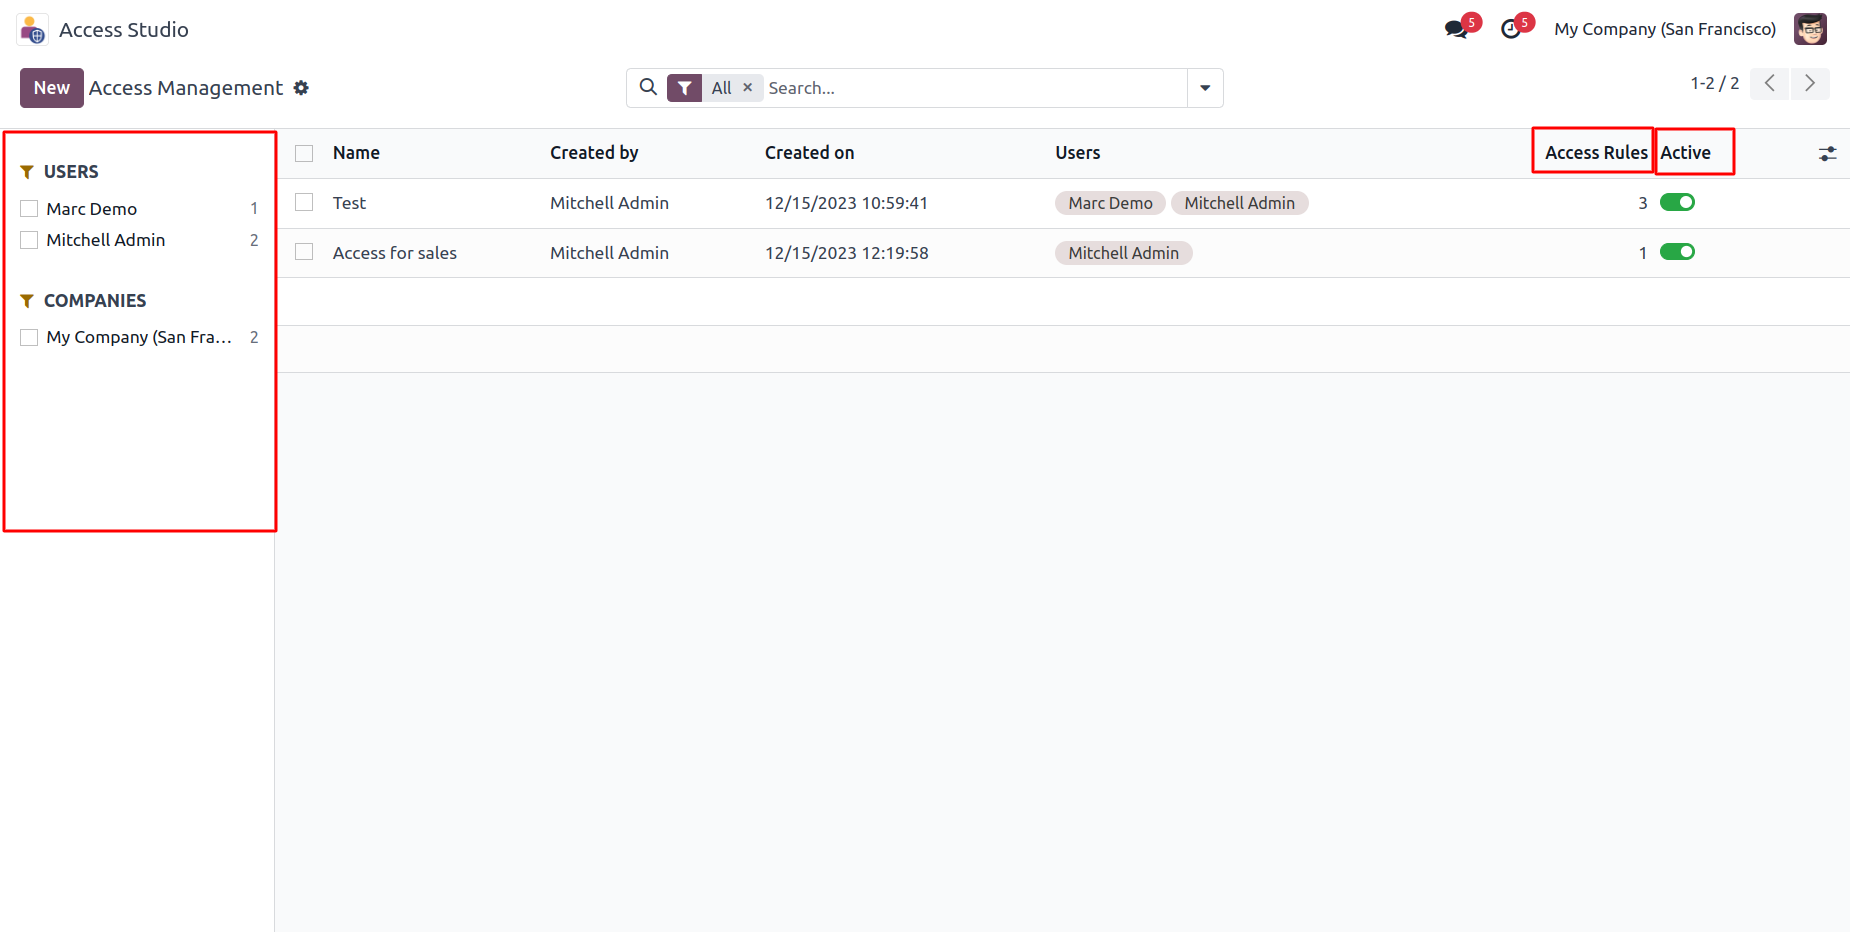 Access Studio
5
5
My Company (San Francisco)
New
Access Management
All ×
Search...
1-2 / 2
USERS
Marc Demo 1
Mitchell Admin 2
COMPANIES
My Company (San Fra... 2
Name Created by Created on Users Access Rules Active
Test Mitchell Admin 12/15/2023 10:59:41 Marc Demo Mitchell Admin 3
Access for sales Mitchell Admin 12/15/2023 12:19:58 Mitchell Admin 1